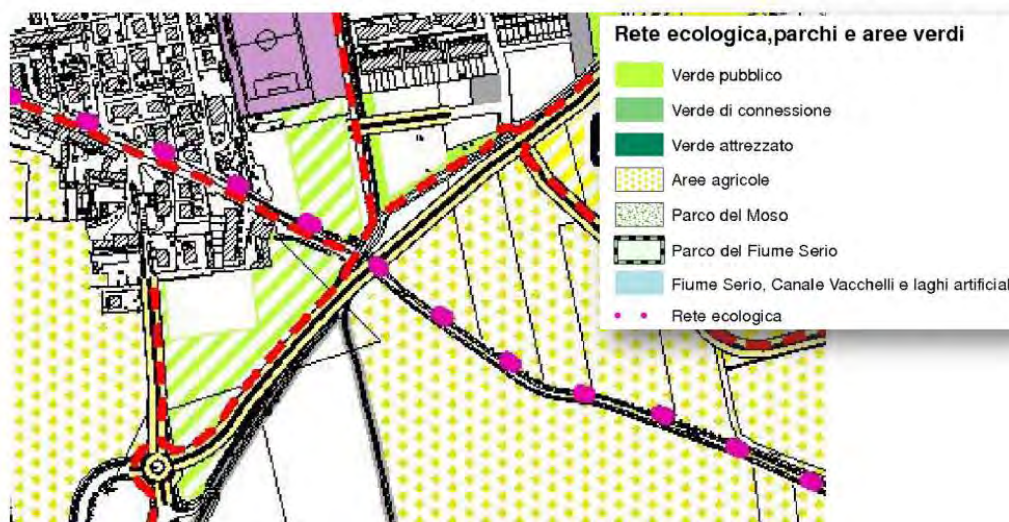 Rete ecologica,parchi e aree verdi
Verde pubblico
Verde di connessione
Verde attrezzato
Aree agricole
Parco del Moso
Parco del Fiume Serio
Fiume Serio, Canale Vacchelli e laghi artificial
Rete ecologica